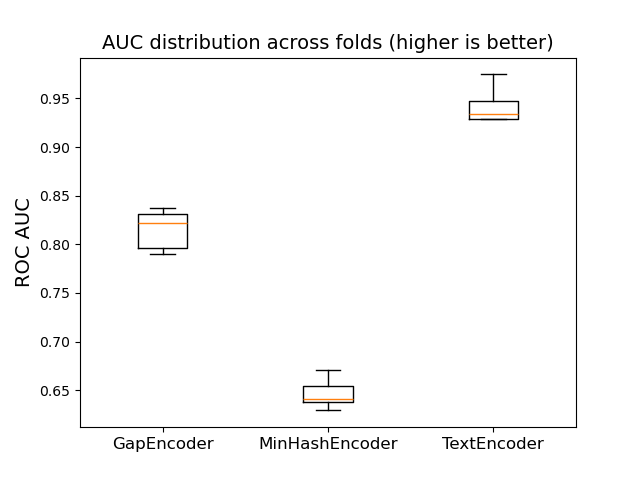 AUC distribution across folds (higher is better)
ROC AUC
0.95
0.90
0.85
0.80
0.75
0.70
0.65
GapEncoder
MinHashEncoder
TextEncoder